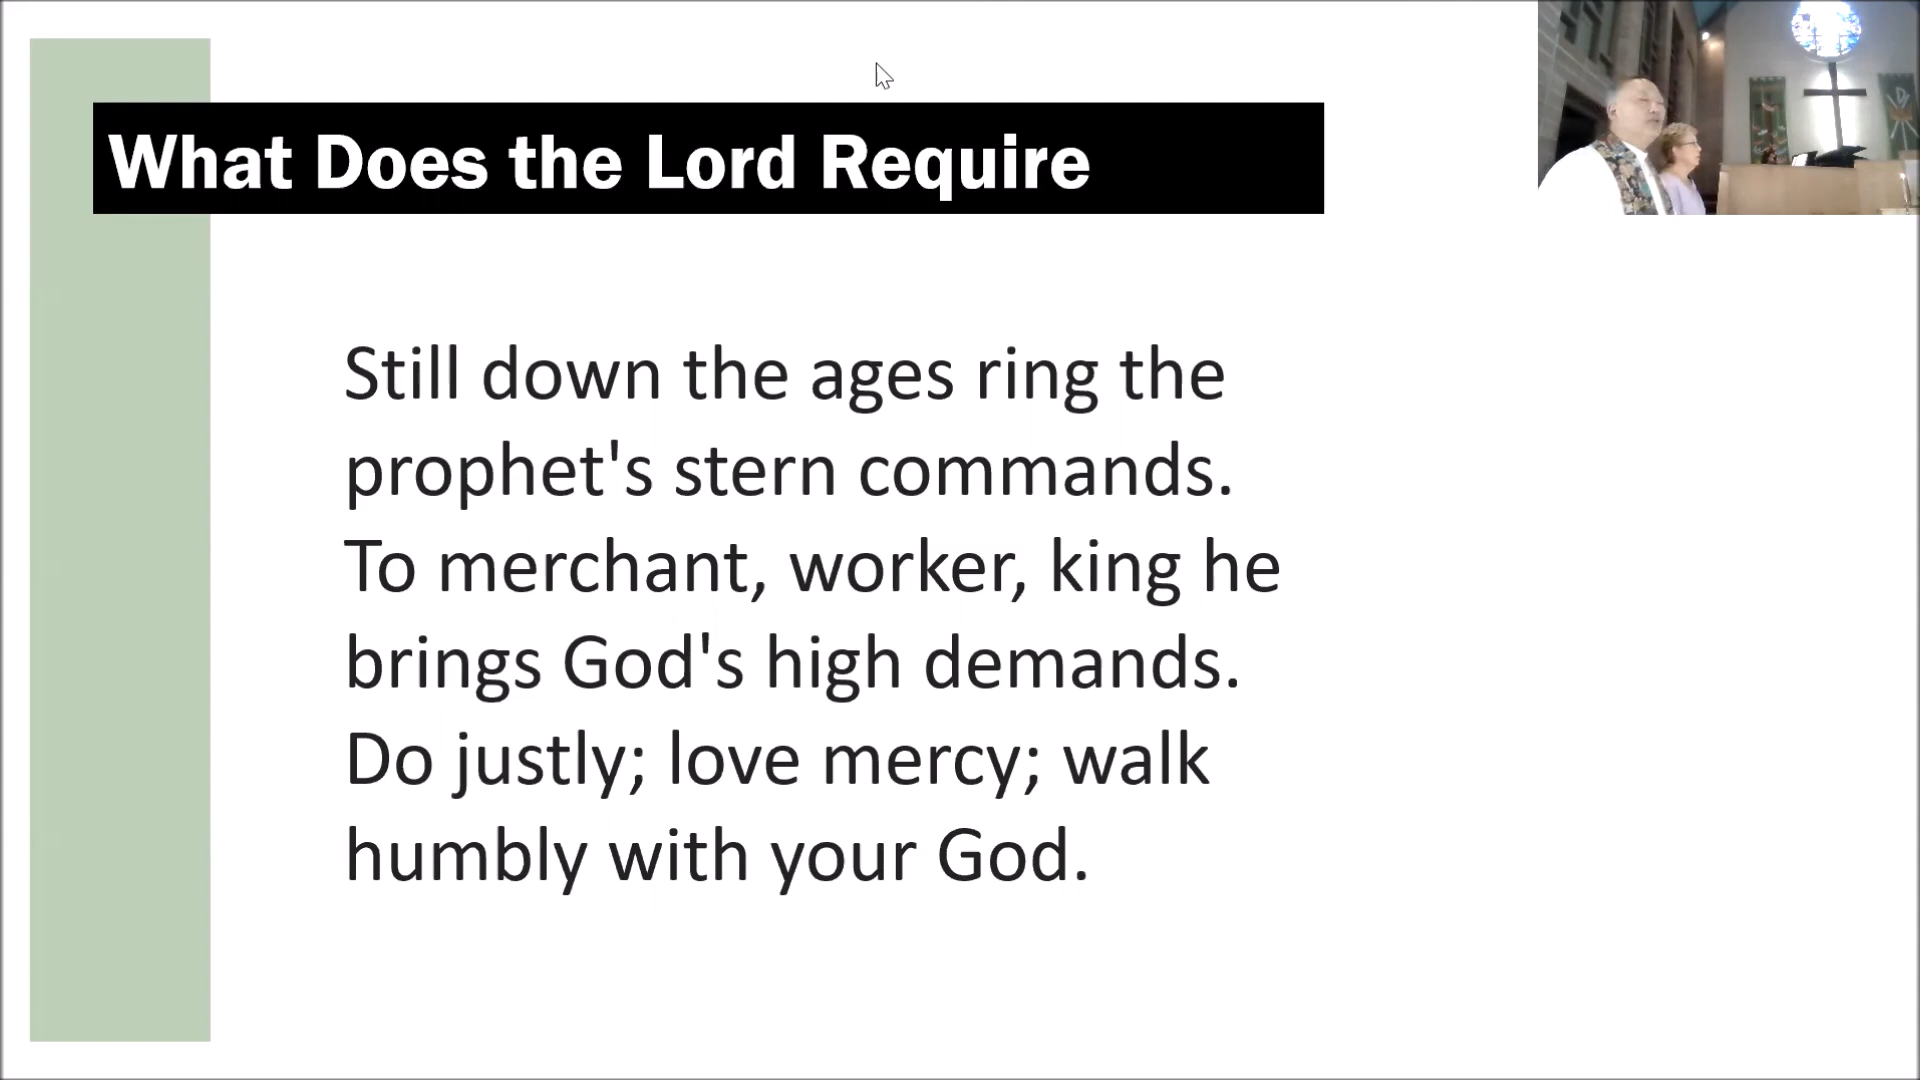 What Does the Lord Require
Still down the ages ring the
prophet's stern commands.
To merchant, worker, king he
brings God's high demands.
Do justly; love mercy; walk
humbly with your God.